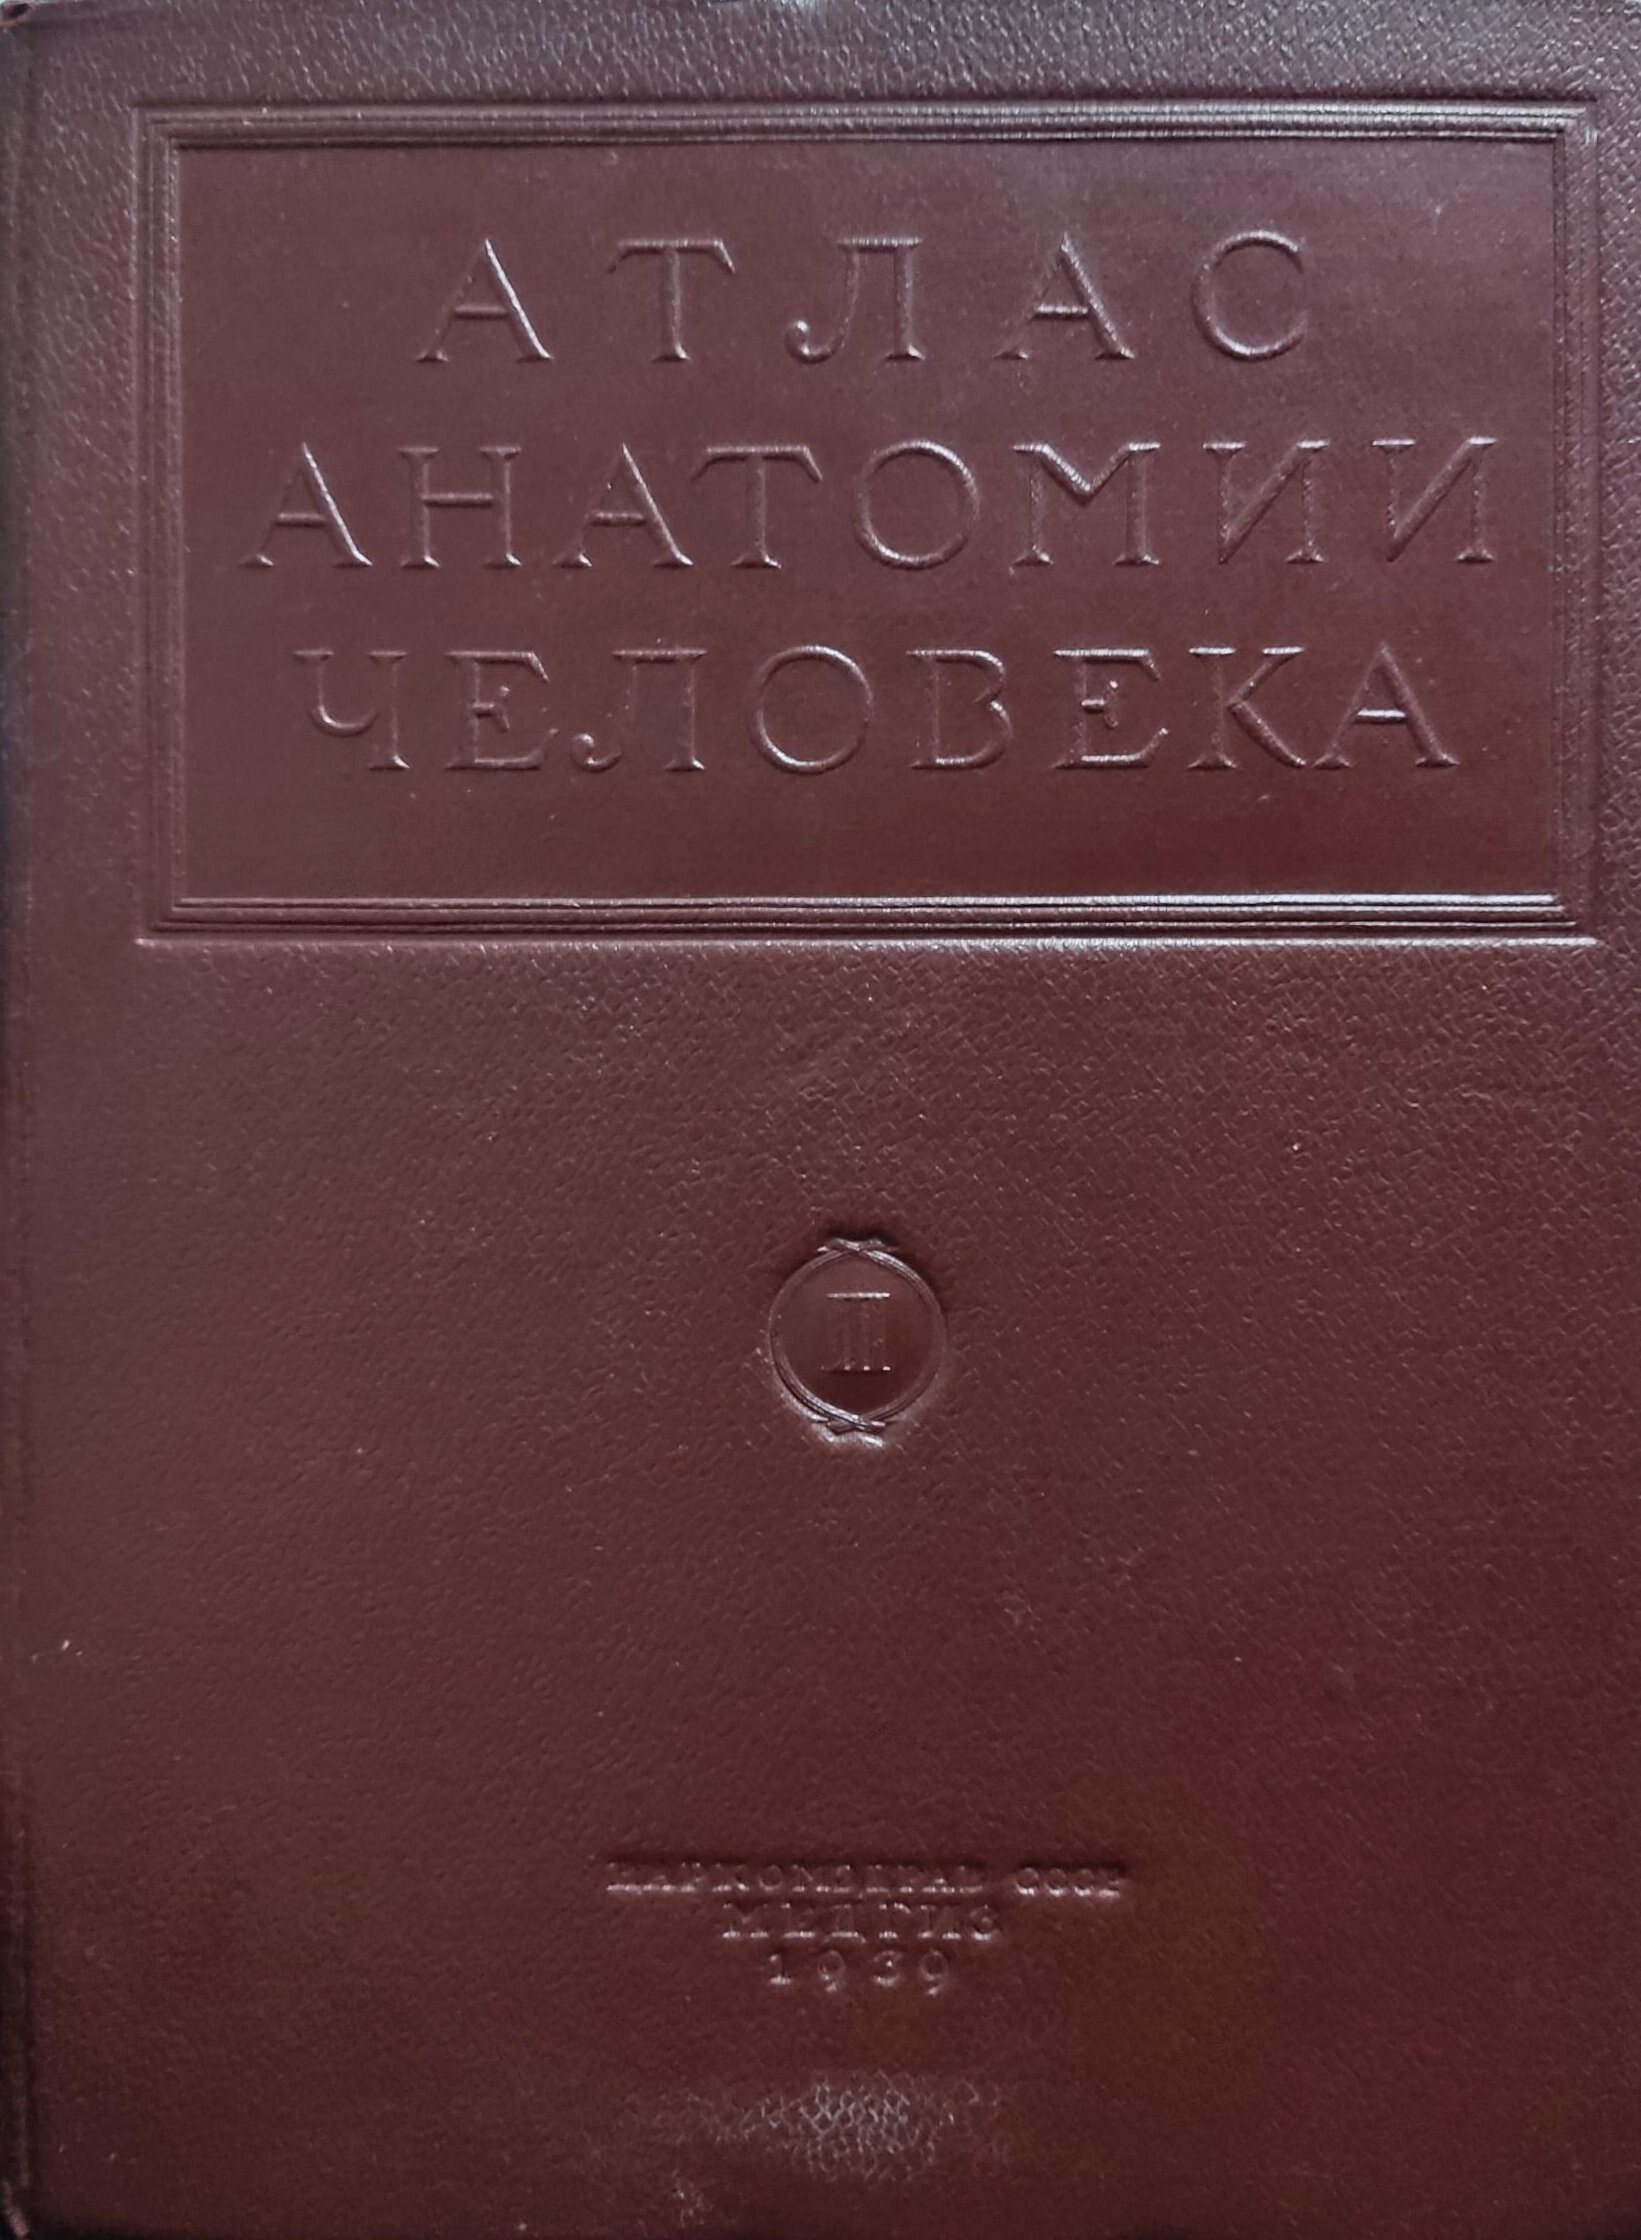 АТЛАС
АНАТОМИИ
ЧЕЛОВЕКА
II
НАРКОМЗДРАВ СССР
МЕДГИЗ
1939